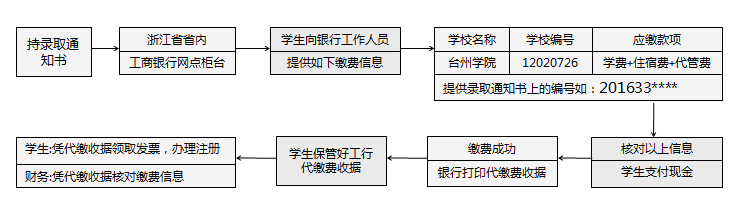 持录取通
知书
浙江省省内
工商银行网点柜台
学生向银行工作人员
提供如下缴费信息
学校名称 学校编号 应缴款项
台州学院 12020726 学费+住宿费+代管费
提供录取通知书上的编号如：201633****
核对以上信息
学生支付现金
缴费成功
银行打印代缴费收据
学生保管好工行
代缴费收据
学生:凭代缴收据领取发票，办理注册
财务:凭代缴收据核对缴费信息